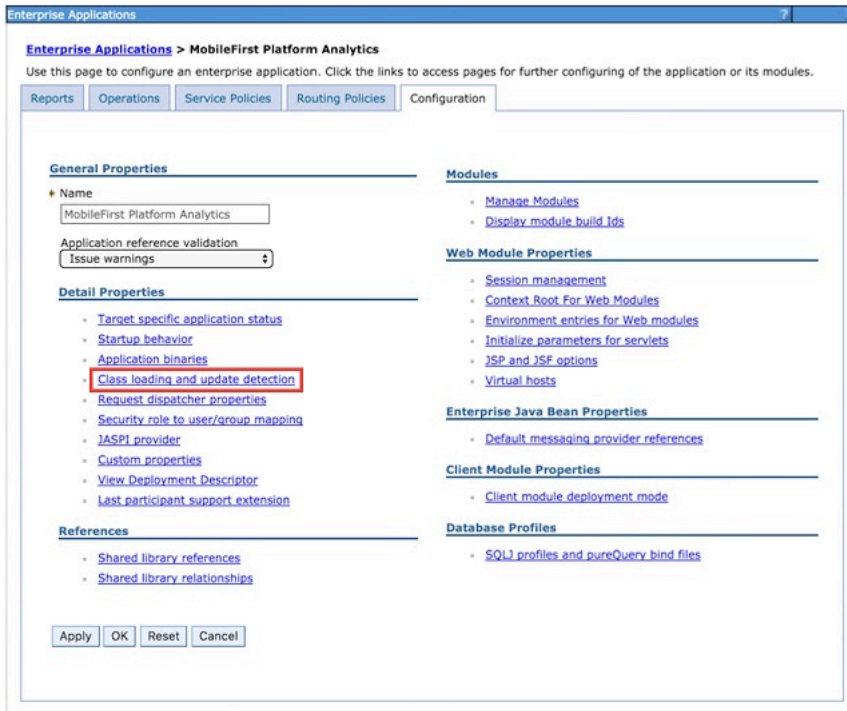 Enterprise Applications ?
Enterprise Applications > MobileFirst Platform Analytics
Use this page to configure an enterprise application. Click the links to access pages for further configuring of the application or its modules.
Reports Operations Service Policies Routing Policies Configuration
General Properties
Name
MobileFirst Platform Analytics
Application reference validation
Issue warnings
Detail Properties
Target specific application status
Startup behavior
Application binaries
Class loading and update detection
Request dispatcher properties
Security role to user/group mapping
JASPI provider
Custom properties
View Deployment Descriptor
Last participant support extension
References
Shared library references
Shared library relationships
Modules
Manage Modules
Display module build Ids
Web Module Properties
Session management
Context Root For Web Modules
Environment entries for Web modules
Initialize parameters for servlets
JSP and JSF options
Virtual hosts
Enterprise Java Bean Properties
Default messaging provider references
Client Module Properties
Client module deployment mode
Database Profiles
SQLJ profiles and pureQuery bind files
Apply OK Reset Cancel